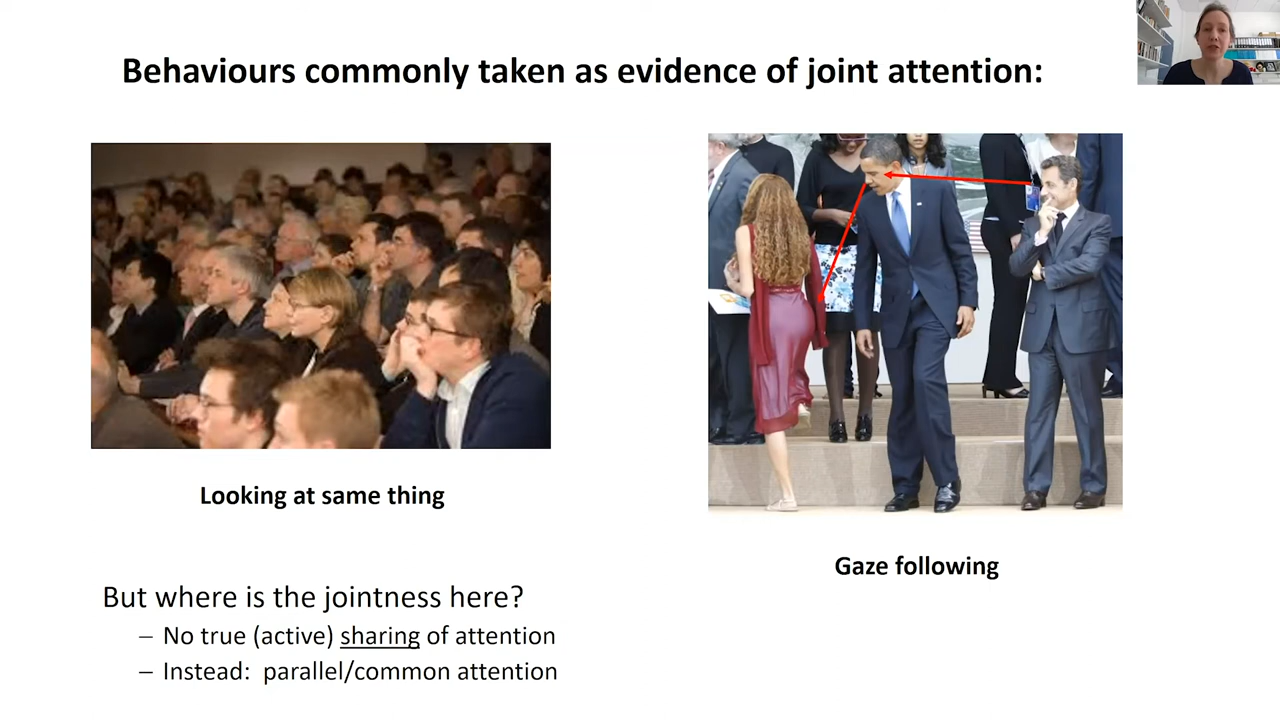 Behaviours commonly taken as evidence of joint attention:
Looking at same thing
Gaze following
But where is the jointness here?
– No true (active) sharing of attention
– Instead: parallel/common attention